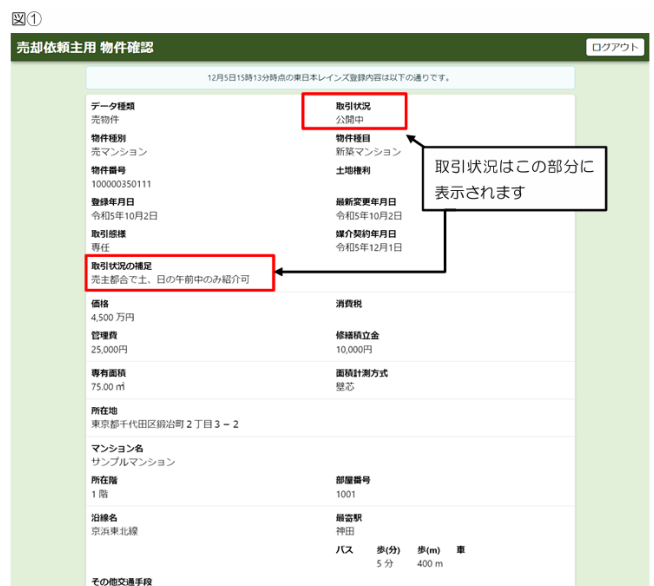 図①
売却依頼主用 物件確認
ログアウト
12月5日15時13分時点の東日本レインズ登録内容は以下の通りです。
データ種類
売物件
取引状況
公開中
物件種別
売マンション
物件種目
新築マンション
物件番号
100000350111
土地権利
登録年月日
令和5年10月2日
最新変更年月日
令和5年10月2日
取引態様
専任
媒介契約年月日
令和5年12月1日
取引状況の補足
売主都合で土、日の午前中のみ紹介可
取引状況はこの部分に
表示されます
価格
4,500 万円
消費税
管理費
25,000円
修繕積立金
10,000円
専有面積
75.00 ㎡
面積計測方式
壁芯
所在地
東京都千代田区鍛冶町２丁目３－２
マンション名
サンプルマンション
所在階
1 階
部屋番号
1001
沿線名
京浜東北線
最寄駅
神田
バス 歩(分) 歩(m) 車
5 分 400 m
その他交通手段